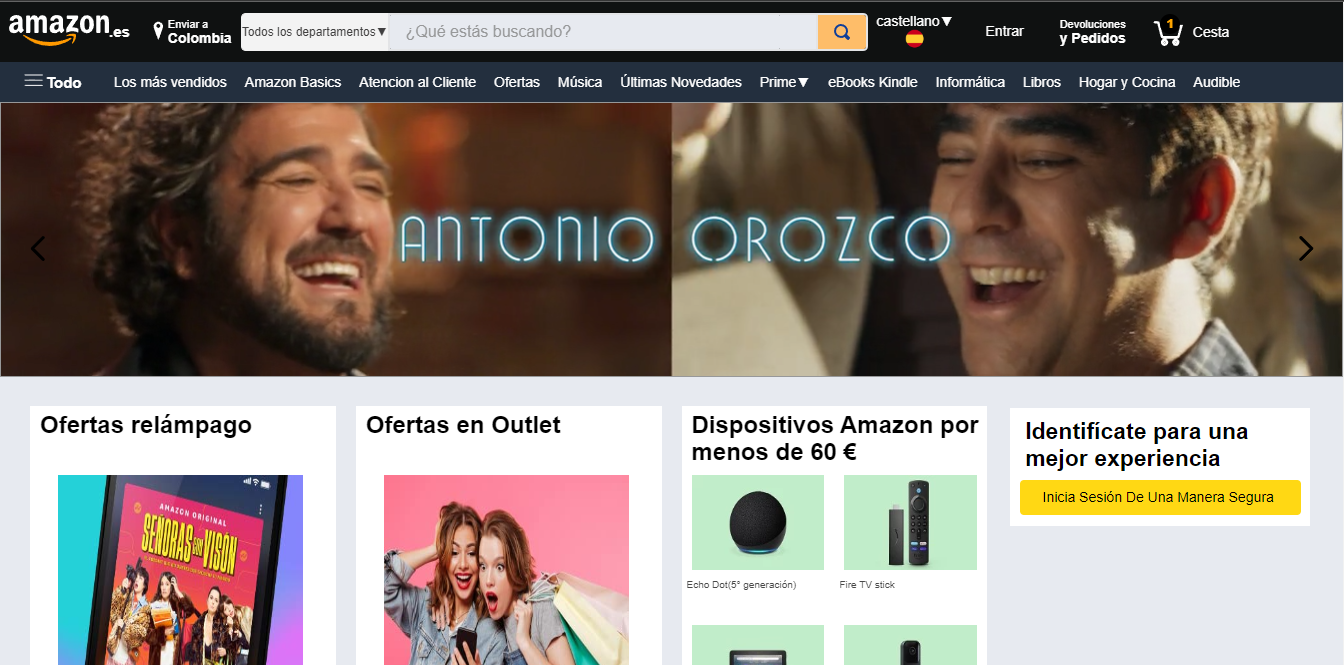 amazon.es
Enviar a
Colombia
Todos los departamentos▼
¿Qué estás buscando?
castellano▼
Entrar
Devoluciones
y Pedidos
1
Cesta
Todo
Los más vendidos
Amazon Basics
Atencion al Cliente
Ofertas
Música
Últimas Novedades
Prime▼
eBooks Kindle
Informática
Libros
Hogar y Cocina
Audible
ANTONIO OROZCO
Ofertas relámpago
AMAZON ORIGINAL
SEÑORAS CON VISÓN
Ofertas en Outlet
Dispositivos Amazon por
menos de 60 €
Echo Dot(5° generación)
Fire TV stick
Identifícate para una
mejor experiencia
Inicia Sesión De Una Manera Segura